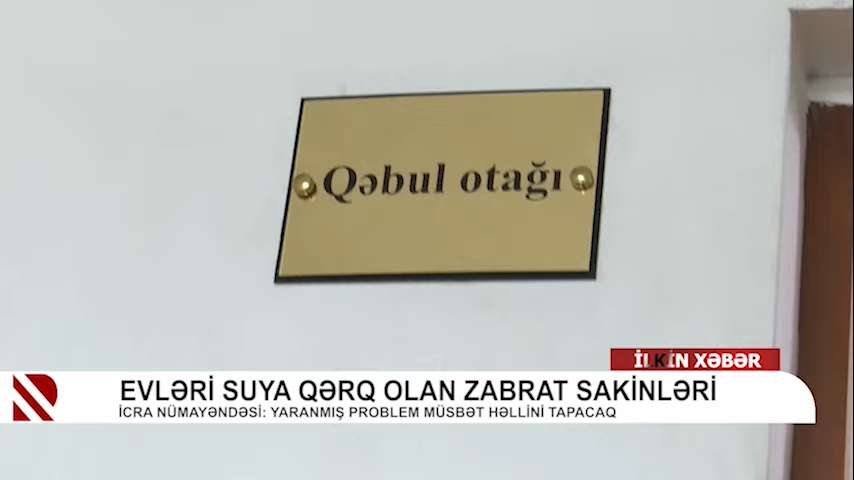 Qəbul otağı
İLKİN XƏBƏR
EVLƏRİ SUYA QƏRQ OLAN ZABRAT SAKİNLƏRİ
İCRA NÜMAYƏNDƏSİ: YARANMIŞ PROBLEM MÜSBƏT HƏLLİNİ TAPACAQ